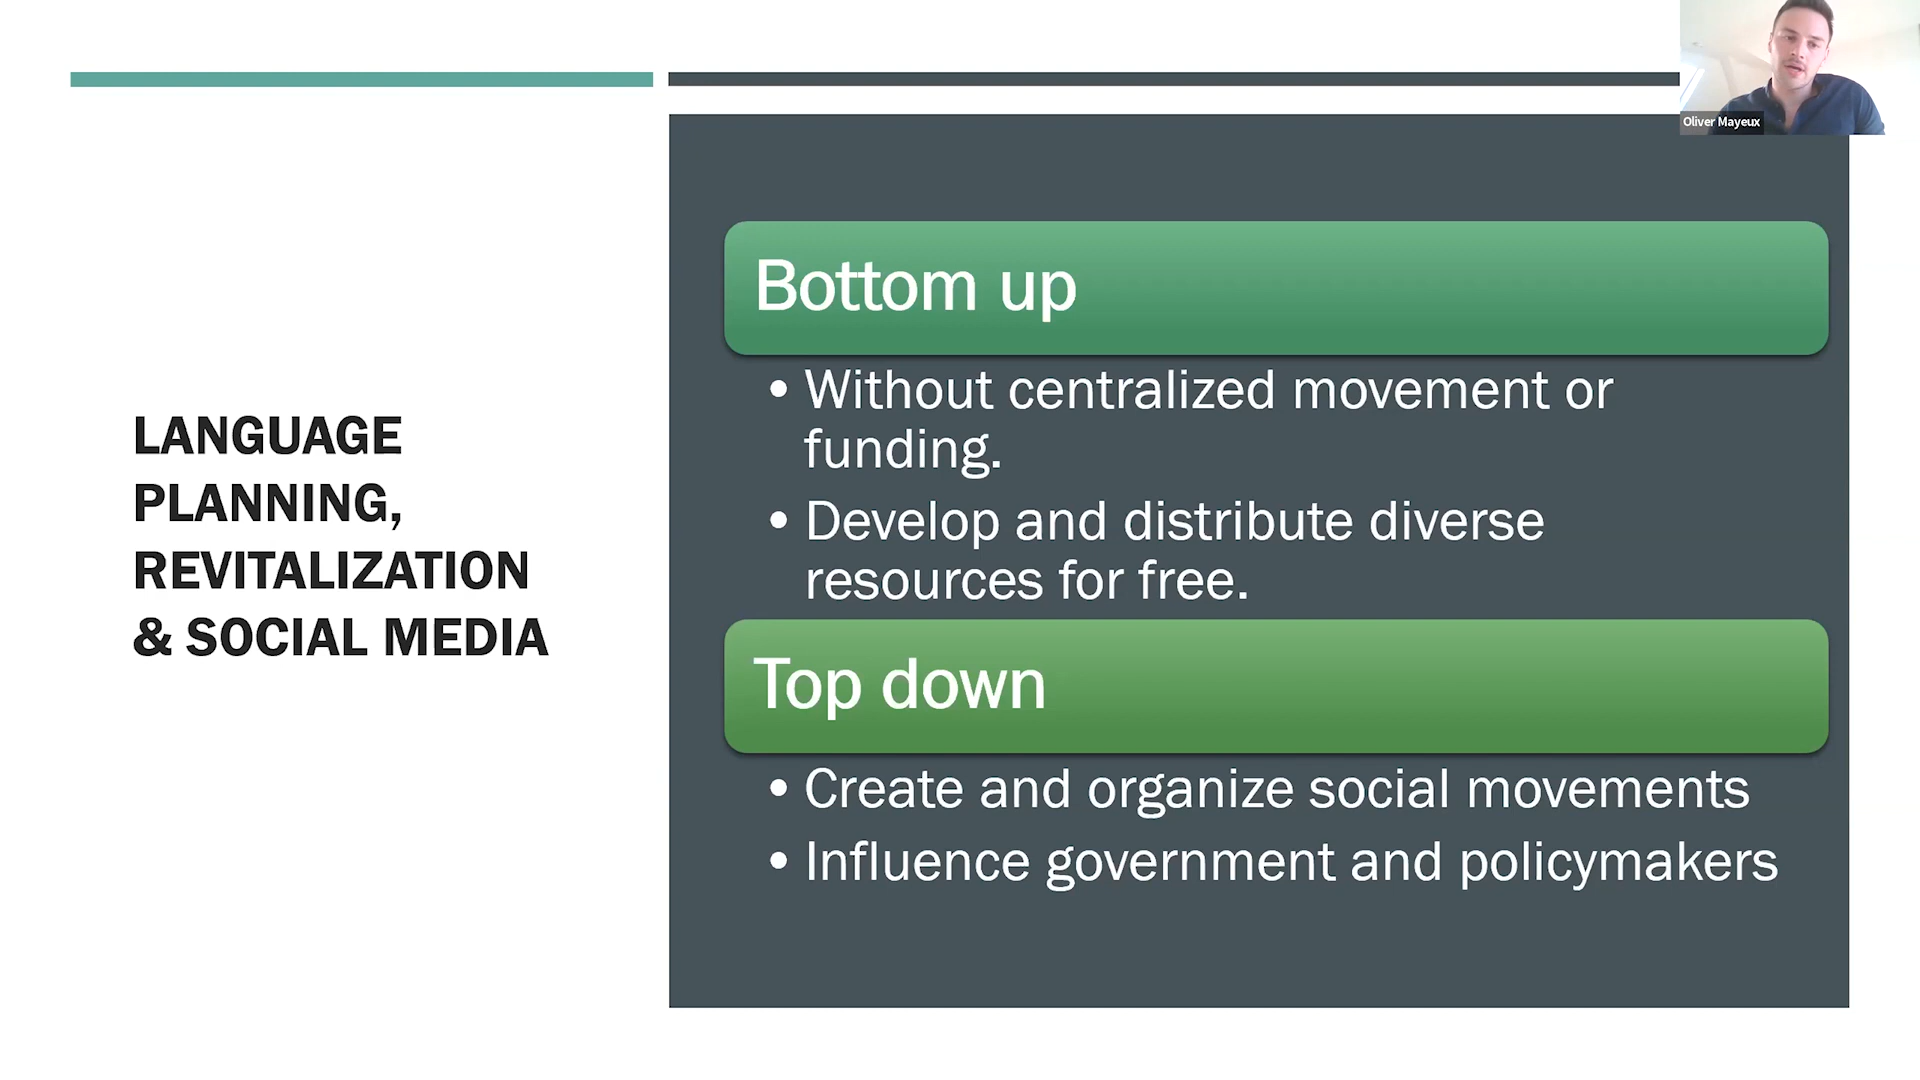 LANGUAGE
PLANNING,
REVITALIZATION
& SOCIAL MEDIA
Bottom up
• Without centralized movement or
funding.
• Develop and distribute diverse
resources for free.
Top down
• Create and organize social movements
• Influence government and policymakers
Oliver Mayeux